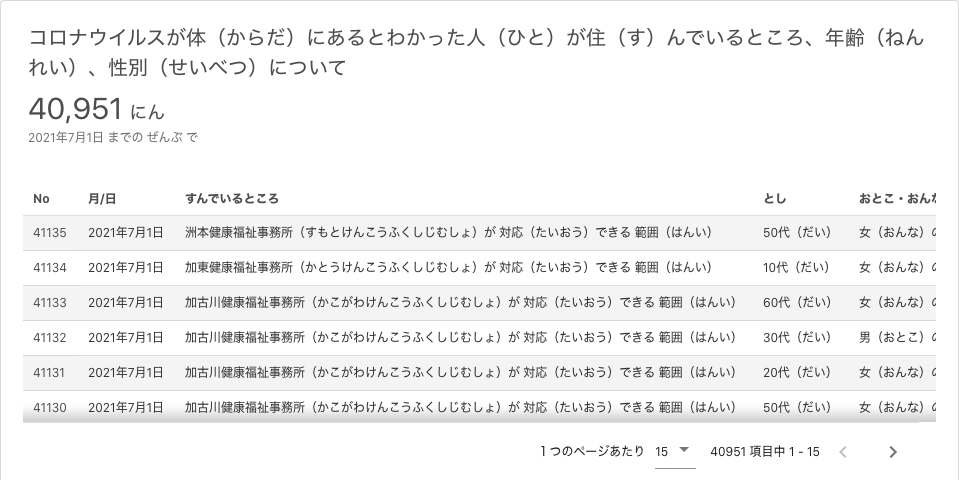 コロナウイルスが体（からだ）にあるとわかった人（ひと）が住（す）んでいるところ、年齢（ねん
れい）、性別（せいべつ）について
40,951 にん
2021年7月1日 までの ぜんぶ で
No 月/日 すんでいるところ とし おとこ・おんな
41135 2021年7月1日 洲本健康福祉事務所（すもとけんこうふくしじむしょ）が 対応（たいおう）できる 範囲（はんい） 50代（だい） 女（おんな）の
41134 2021年7月1日 加東健康福祉事務所（かとうけんこうふくしじむしょ）が 対応（たいおう）できる 範囲（はんい） 10代（だい） 女（おんな）の
41133 2021年7月1日 加古川健康福祉事務所（かこがわけんこうふくしじむしょ）が 対応（たいおう）できる 範囲（はんい） 60代（だい） 女（おんな）の
41132 2021年7月1日 加古川健康福祉事務所（かこがわけんこうふくしじむしょ）が 対応（たいおう）できる 範囲（はんい） 30代（だい） 男（おとこ）の
41131 2021年7月1日 加古川健康福祉事務所（かこがわけんこうふくしじむしょ）が 対応（たいおう）できる 範囲（はんい） 20代（だい） 女（おんな）の
41130 2021年7月1日 加古川健康福祉事務所（かこがわけんこうふくしじむしょ）が 対応（たいおう）できる 範囲（はんい） 50代（だい） 女（おんな）の
1 つのページあたり 15 40951 項目中 1 - 15